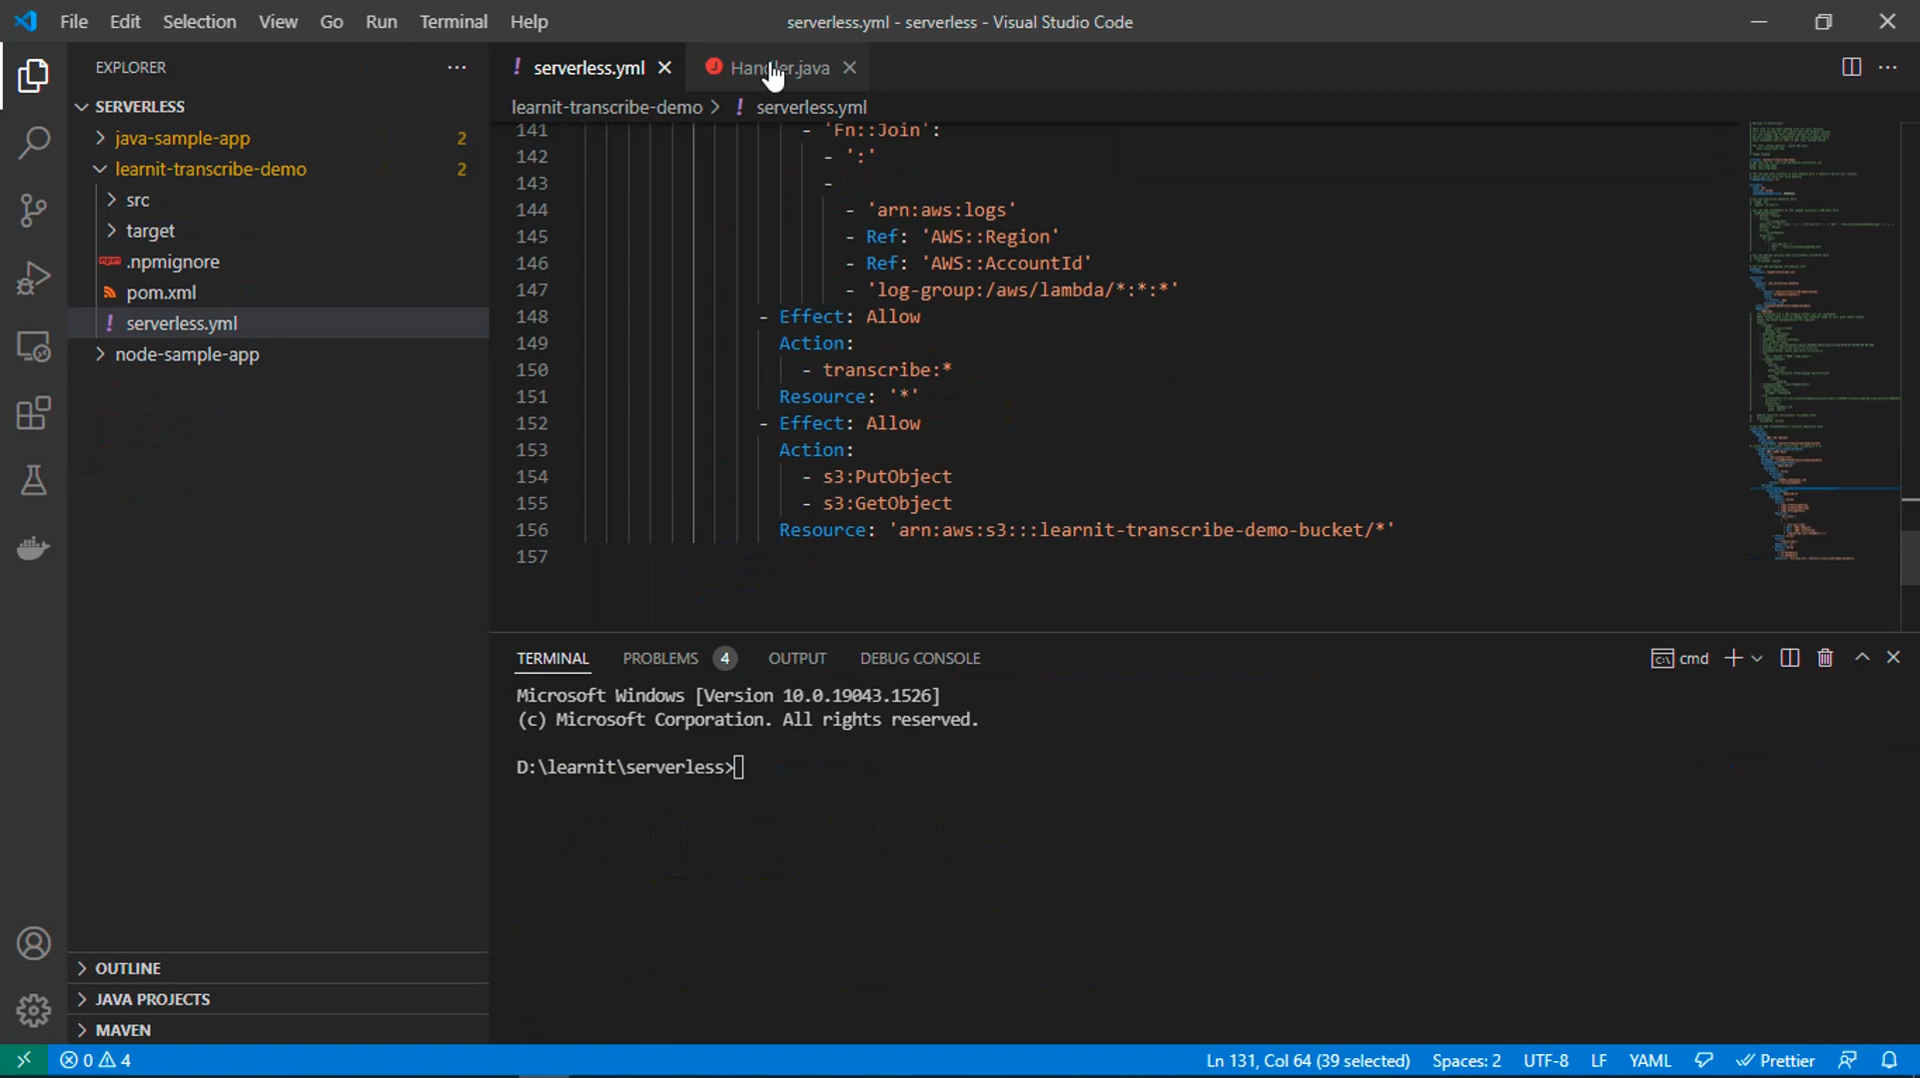 File Edit Selection View Go Run Terminal Help serverless.yml - serverless - Visual Studio Code
EXPLORER
SERVERLESS
java-sample-app 2
learnit-transcribe-demo 2
src
target
.npmignore
pom.xml
! serverless.yml
node-sample-app
OUTLINE
JAVA PROJECTS
MAVEN
! serverless.yml Handler.java
learnit-transcribe-demo > ! serverless.yml
141 - 'Fn::Join':
142 - ':'
143 -
144 - 'arn:aws:logs'
145 - Ref: 'AWS::Region'
146 - Ref: 'AWS::AccountId'
147 - 'log-group:/aws/lambda/*:*:*'
148 - Effect: Allow
149 Action:
150 - transcribe:*
151 Resource: '*'
152 - Effect: Allow
153 Action:
154 - s3:PutObject
155 - s3:GetObject
156 Resource: 'arn:aws:s3:::learnit-transcribe-demo-bucket/*'
157
TERMINAL PROBLEMS 4 OUTPUT DEBUG CONSOLE cmd
Microsoft Windows [Version 10.0.19043.1526]
(c) Microsoft Corporation. All rights reserved.
D:\learnit\serverless>
0 4 Ln 131, Col 64 (39 selected) Spaces: 2 UTF-8 LF YAML Prettier